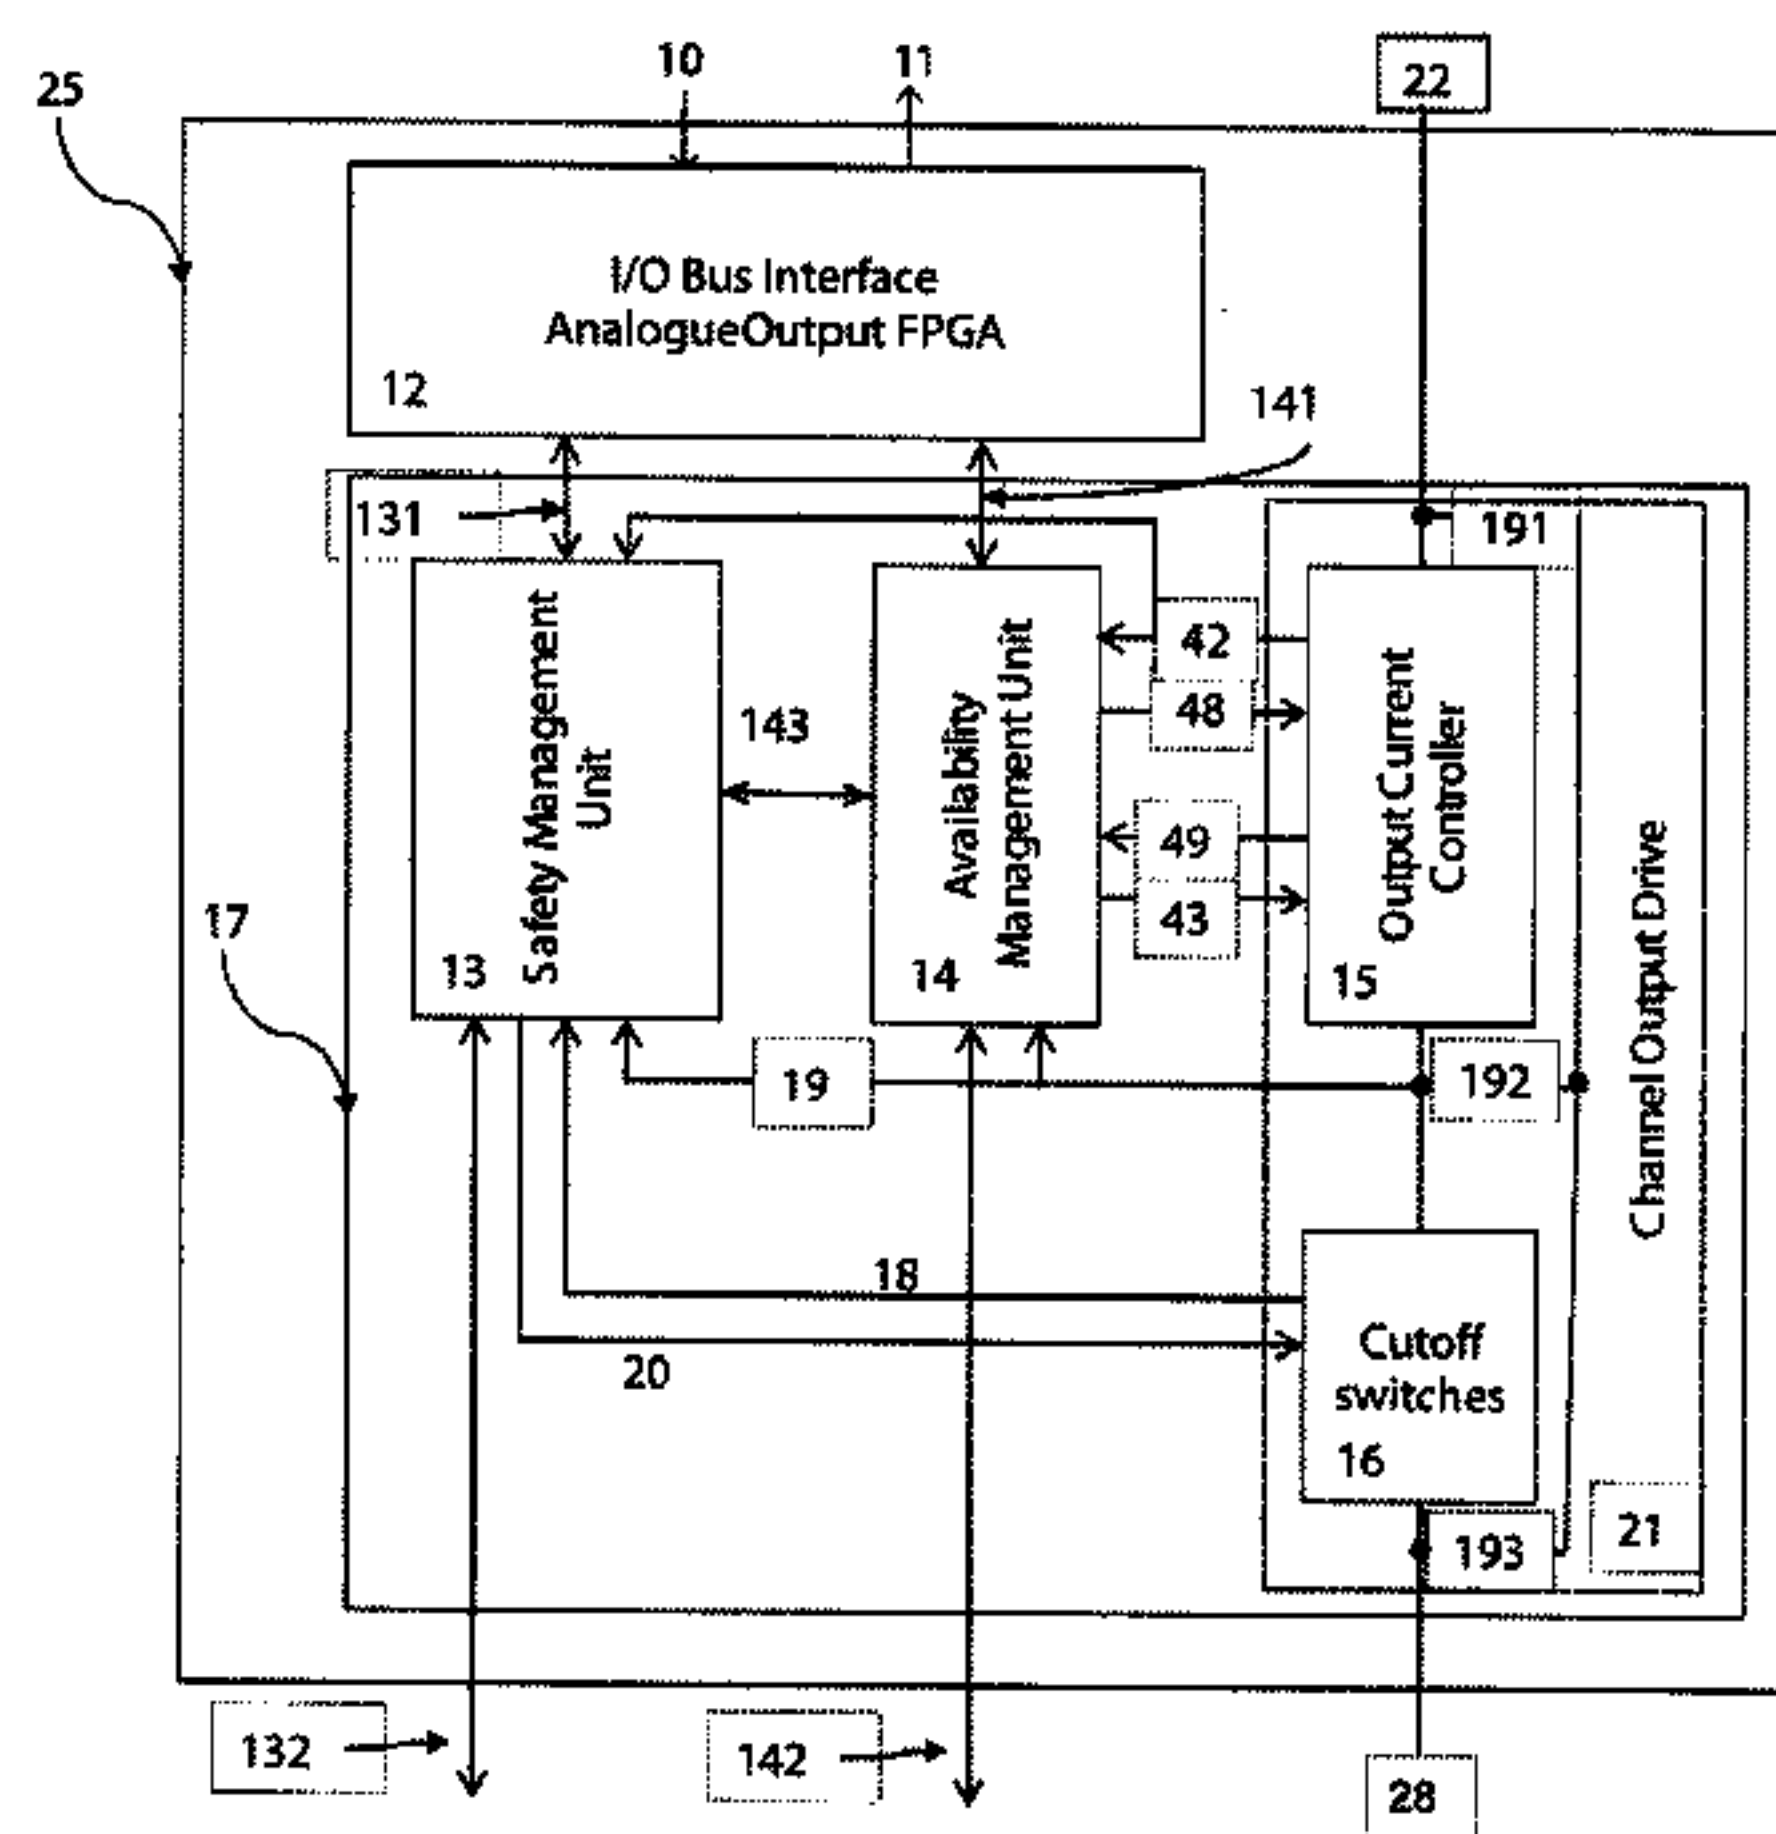 10
11
22
25
I/O Bus Interface
AnalogueOutput FPGA
12
141
131
191
Safety Management
Unit
13
143
Availability
Management Unit
14
42
48
49
43
Output Current
Controller
15
Channel Output Drive
17
19
192
18
20
Cutoff
switches
16
193
21
132
142
28